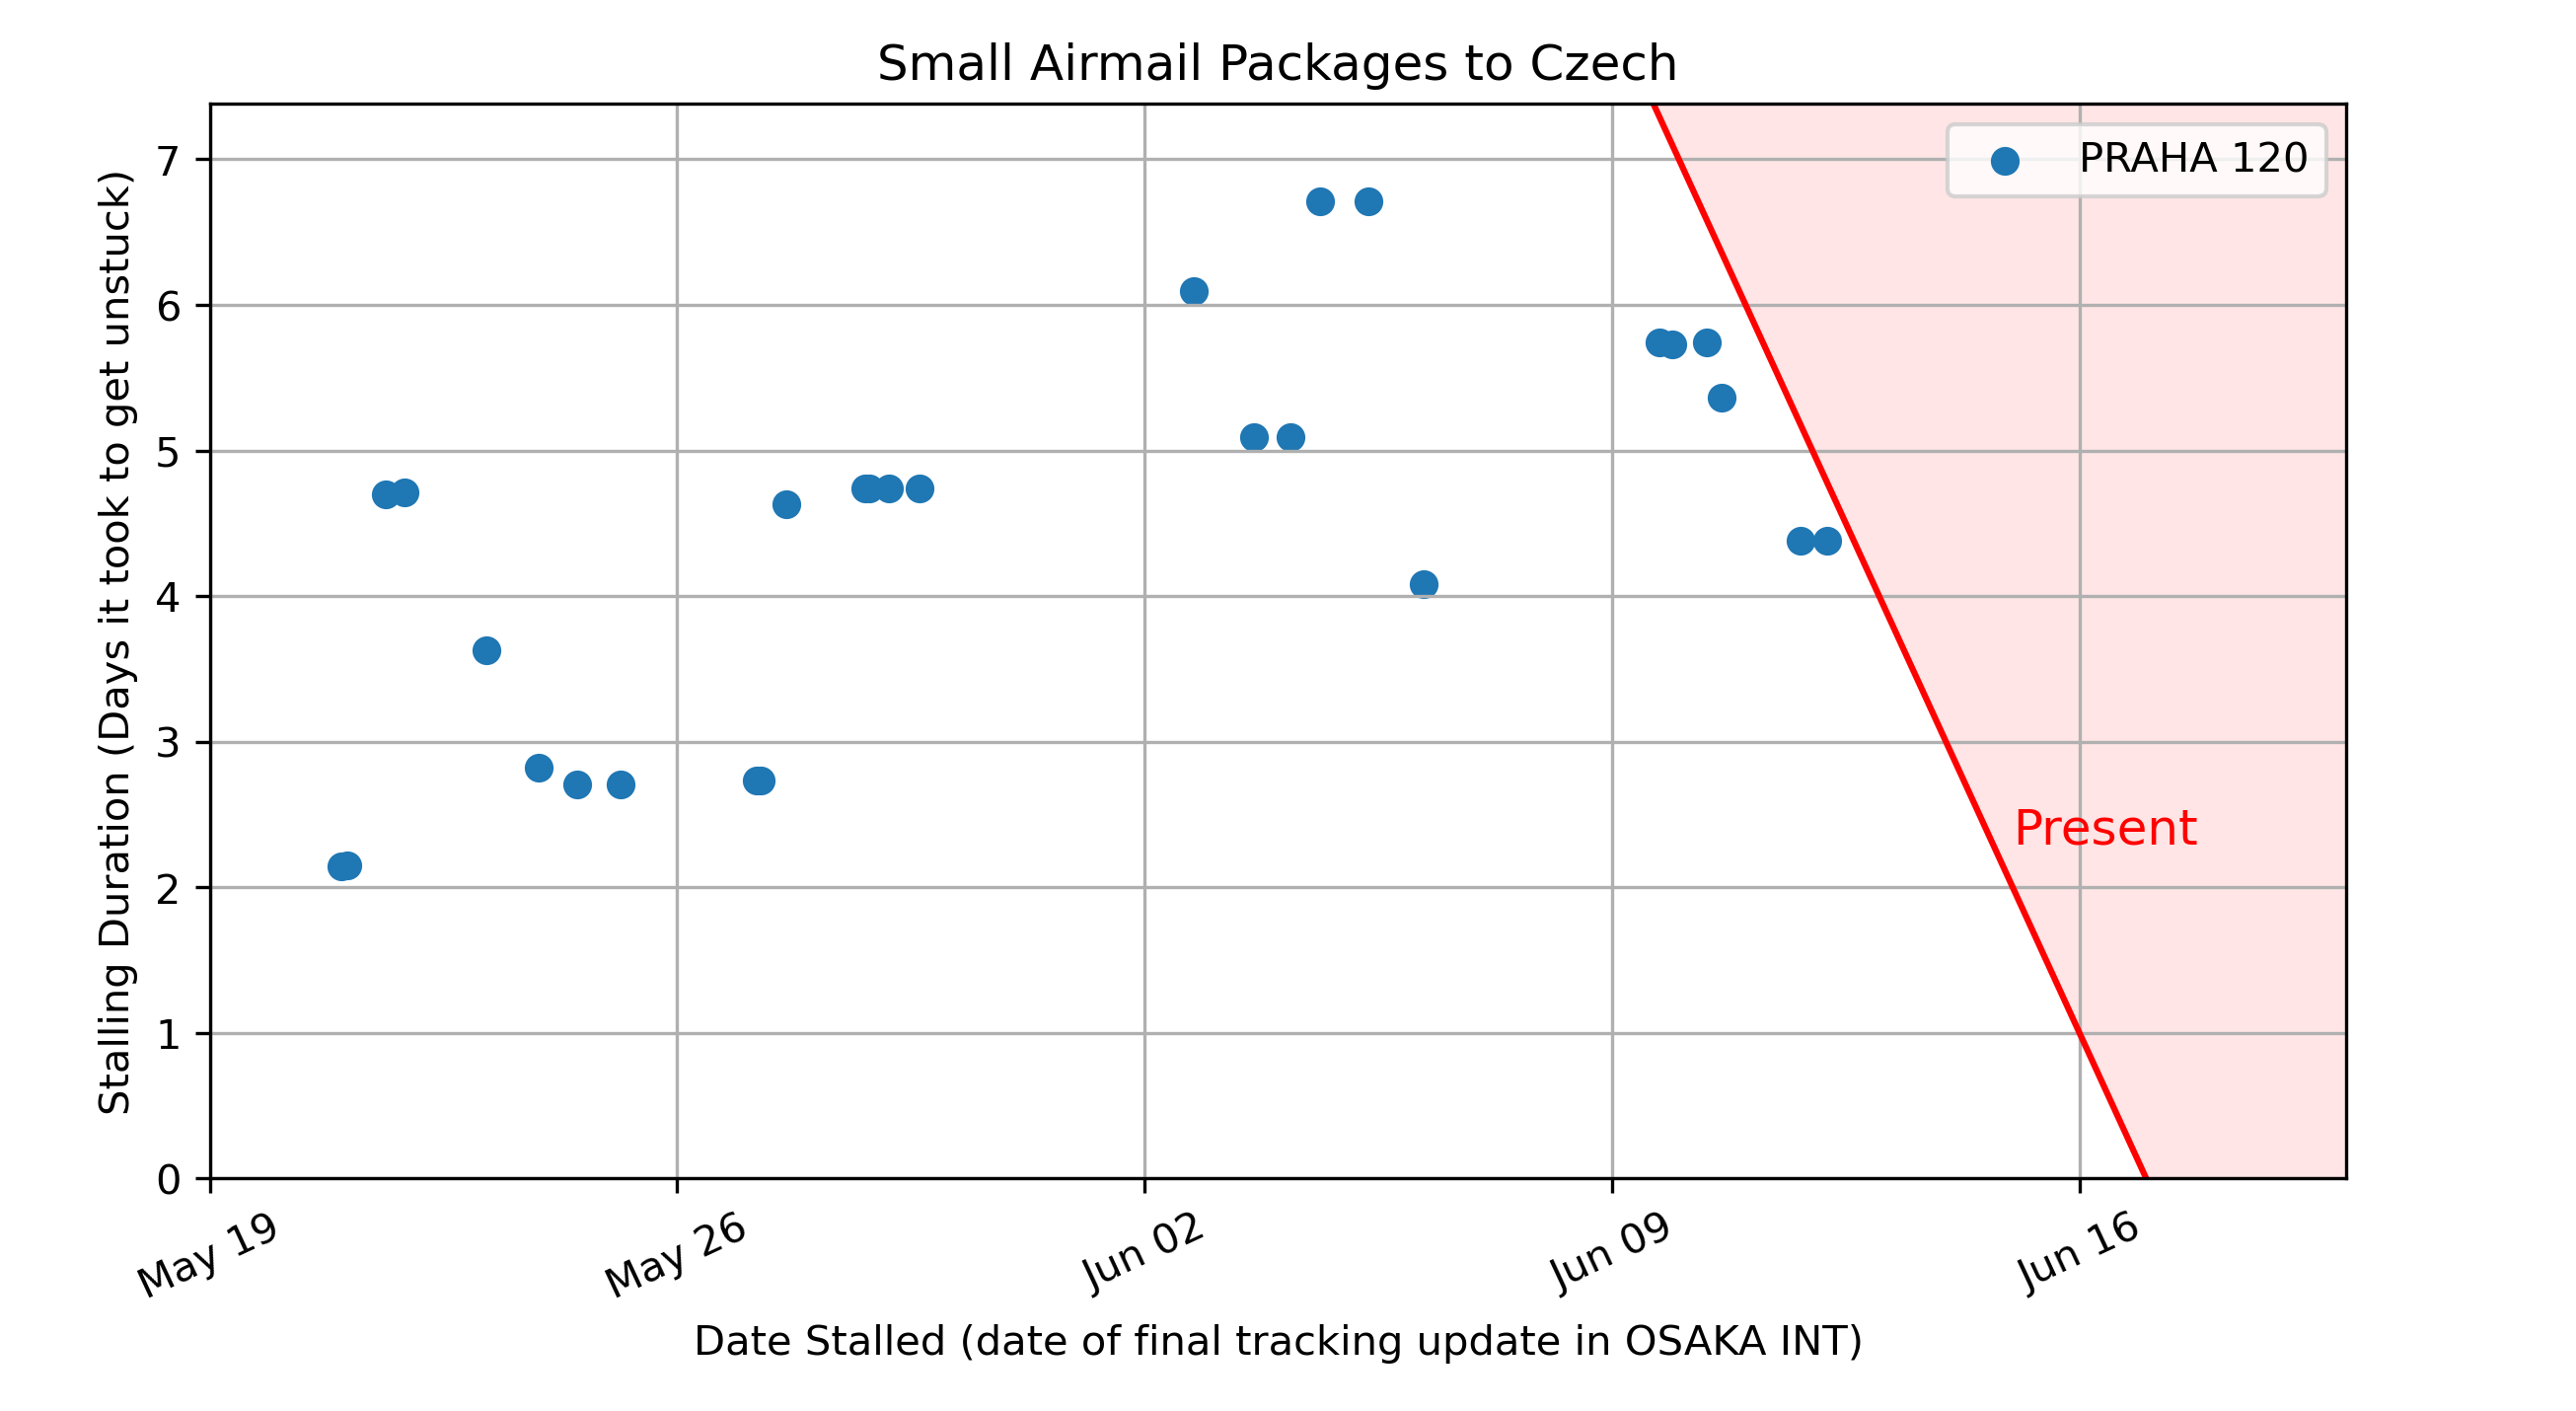 Small Airmail Packages to Czech
PRAHA 120
Stalling Duration (Days it took to get unstuck)
7
6
5
4
3
2
1
0
Present
May 19
May 26
Jun 02
Jun 09
Jun 16
Date Stalled (date of final tracking update in OSAKA INT)